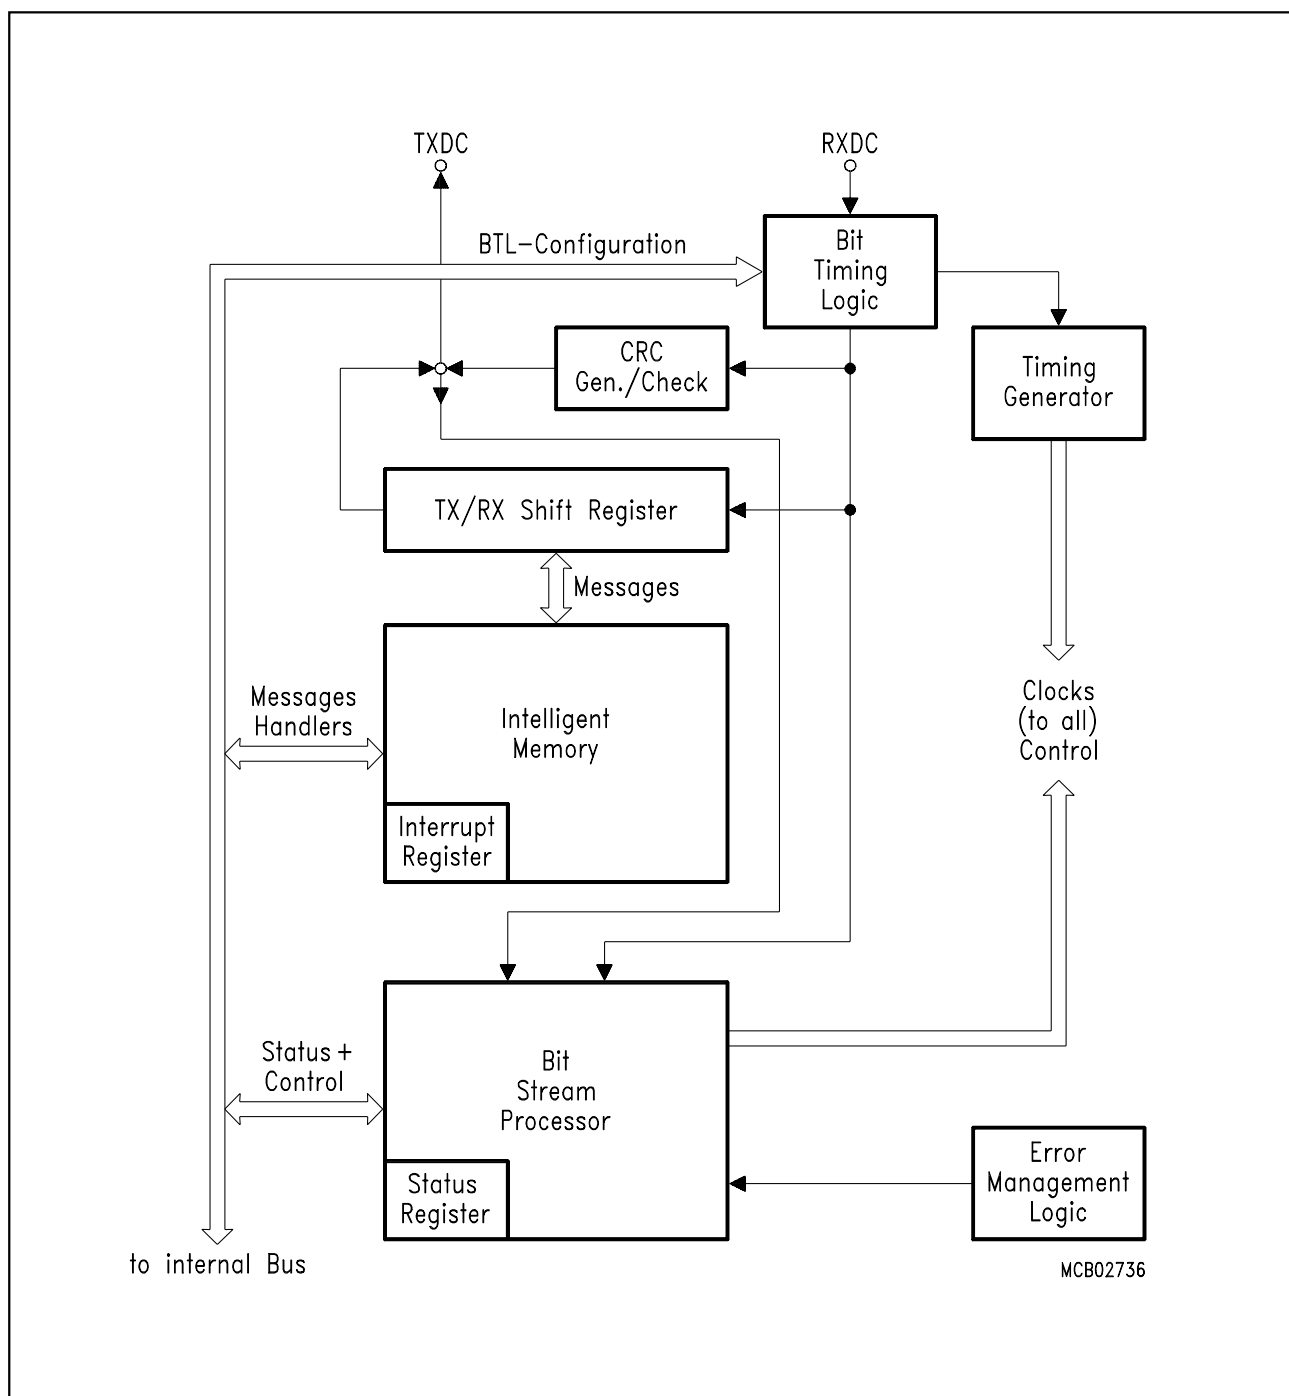 TXDC
RXDC
BTL-Configuration
Bit
Timing
Logic
CRC
Gen./Check
Timing
Generator
TX/RX Shift Register
Messages
Messages
Handlers
Intelligent
Memory
Clocks
(to all)
Control
Interrupt
Register
Status +
Control
Bit
Stream
Processor
Status
Register
Error
Management
Logic
to internal Bus
MCB02736